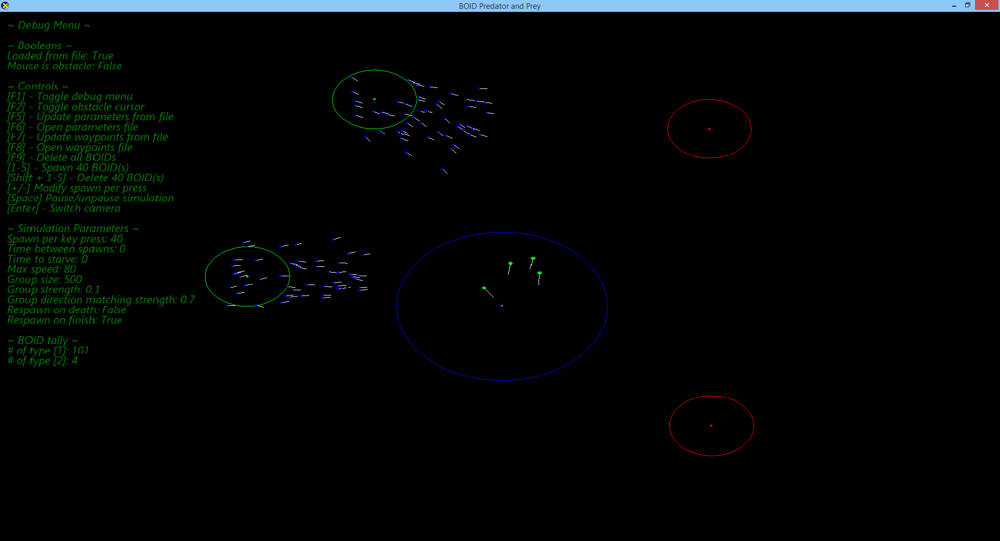 BOID Predator and Prey
~ Debug Menu ~
~ Booleans ~
Loaded from file: True
Mouse is obstacle: False
~ Controls ~
[F1] - Toggle debug menu
[F2] - Toggle obstacle cursor
[F5] - Update parameters from file
[F6] - Open parameters file
[F7] - Update waypoints from file
[F8] - Open waypoints file
[F9] - Delete all BOIDs
[1-5] - Spawn 40 BOID(s)
[Shift + 1-5] - Delete 40 BOID(s)
[+/-] Modify spawn per press
[Space] Pause/unpause simulation
[Enter] - Switch camera
~ Simulation Parameters ~
Spawn per key press: 40
Time between spawns: 0
Time to starve: 0
Max speed: 80
Group size: 500
Group strength: 0.1
Group direction matching strength: 0.7
Respawn on death: False
Respawn on finish: True
~ BOID tally ~
# of type [1]: 101
# of type [2]: 4